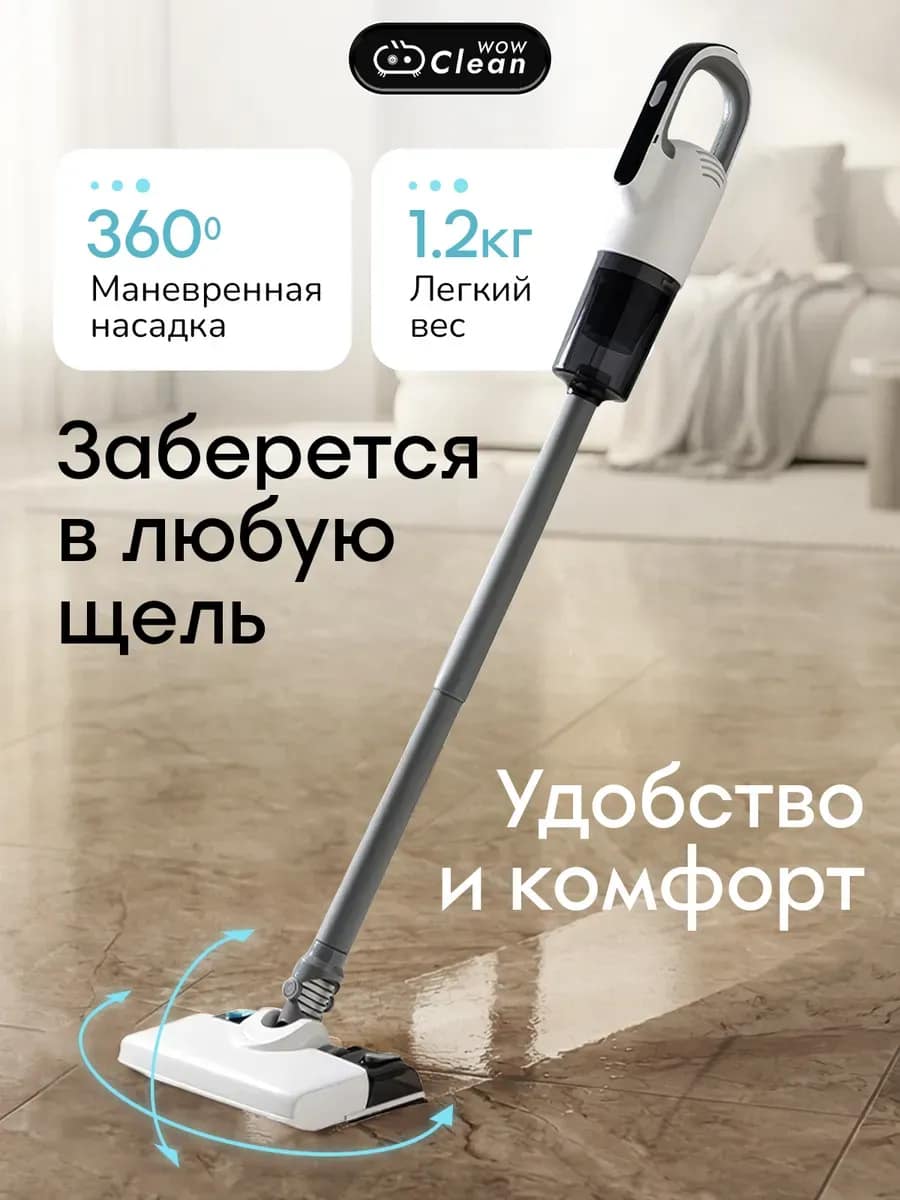 WOW
Clean
360⁰
Маневренная
насадка
1.2кг
Легкий
вес
Заберется
в любую
щель
Удобство
и комфорт